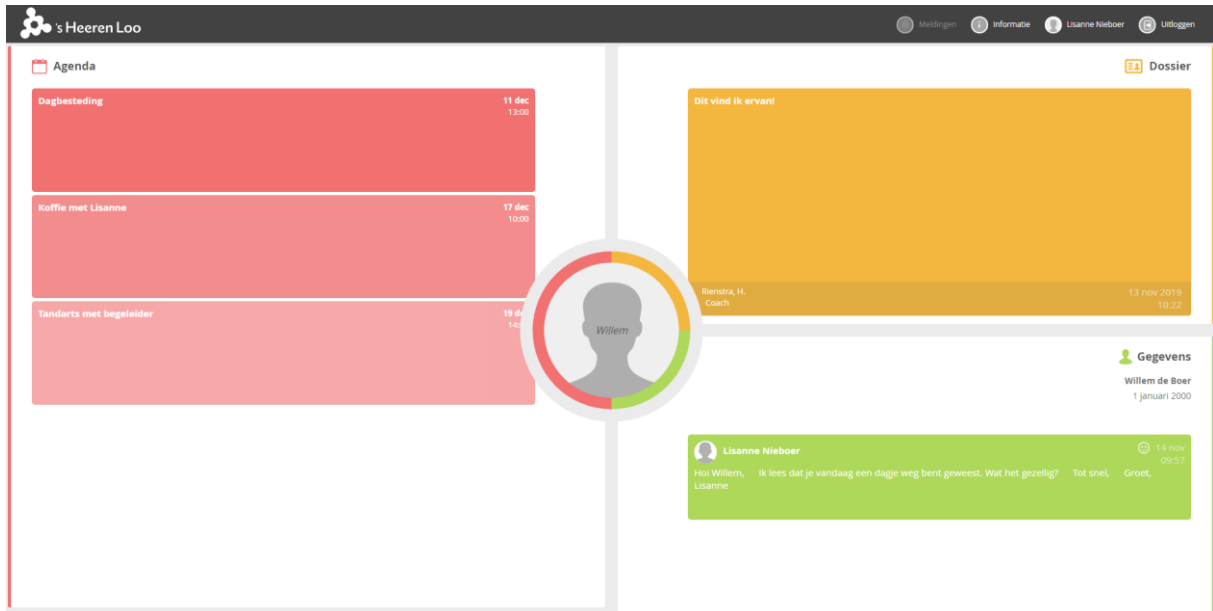 's Heeren Loo
Meldingen
Informatie
Lisanne Nieboer
Uitloggen
Agenda
Dagbesteding
11 dec
13:00
Koffie met Lisanne
17 dec
10:00
Tandarts met begeleider
19 de
14:
Willem
Dossier
Dit vind ik ervan!
Rienstra, H.
Coach
13 nov 2019
10:22
Gegevens
Willem de Boer
1 januari 2000
Lisanne Nieboer
14 nov
09:57
Hoi Willem, Ik lees dat je vandaag een dagje weg bent geweest. Wat het gezellig? Tot snel, Groet,
Lisanne